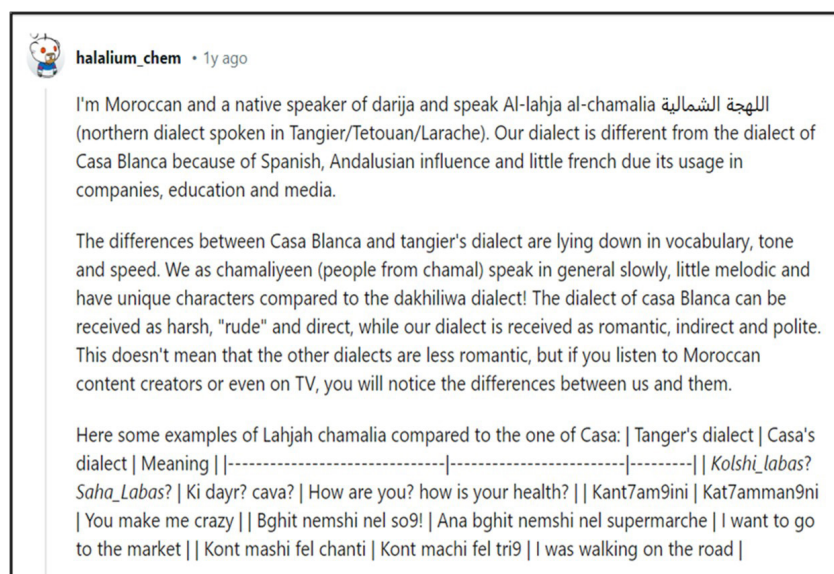 halalium_chem • 1y ago
I'm Moroccan and a native speaker of darija and speak Al-lahja al-chamalia اللهجة الشمالية
(northern dialect spoken in Tangier/Tetouan/Larache). Our dialect is different from the dialect of
Casa Blanca because of Spanish, Andalusian influence and little french due its usage in
companies, education and media.
The differences between Casa Blanca and tangier's dialect are lying down in vocabulary, tone
and speed. We as chamaliyeen (people from chamal) speak in general slowly, little melodic and
have unique characters compared to the dakhiliwa dialect! The dialect of casa Blanca can be
received as harsh, "rude" and direct, while our dialect is received as romantic, indirect and polite.
This doesn't mean that the other dialects are less romantic, but if you listen to Moroccan
content creators or even on TV, you will notice the differences between us and them.
Here some examples of Lahjah chamalia compared to the one of Casa: | Tanger's dialect | Casa's
dialect | Meaning | |-------------------------------|-------------------------|---------| | Kolshi_labas?
Saha_Labas? | Ki dayr? cava? | How are you? how is your health? | | Kant7am9ini | Kat7amman9ni
| You make me crazy | | Bghit nemshi nel so9! | Ana bghit nemshi nel supermarche | I want to go
to the market | | Kont mashi fel chanti | Kont machi fel tri9 | I was walking on the road |